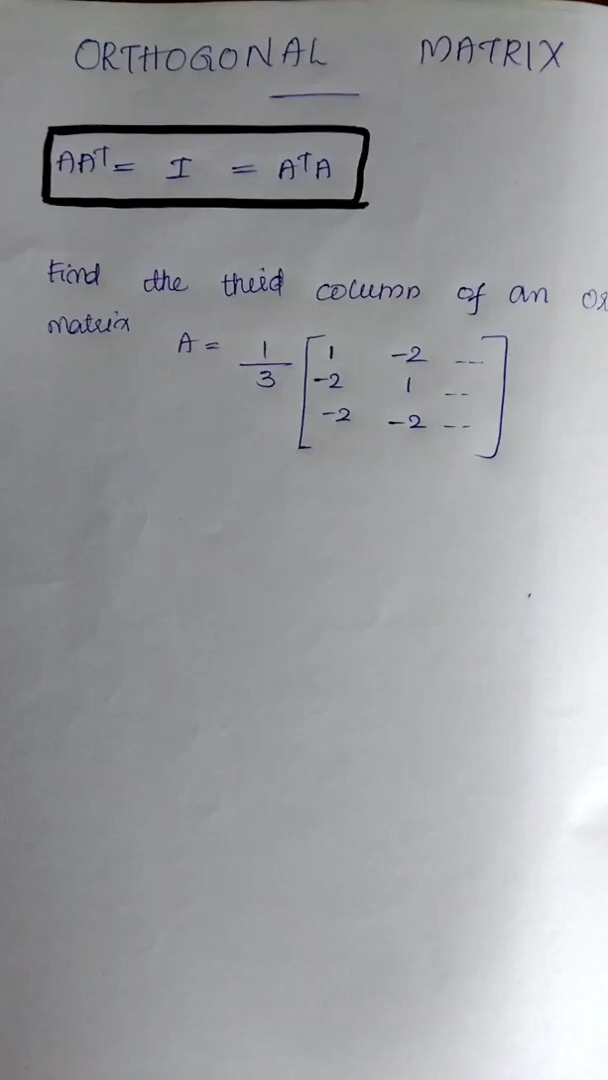 ORTHOGONAL MATRIX
AAᵀ = I = AᵀA
Find the third column of an
matrix
A = 1/3 [ 1 -2 ---
-2 1 --
-2 -2 --- ]